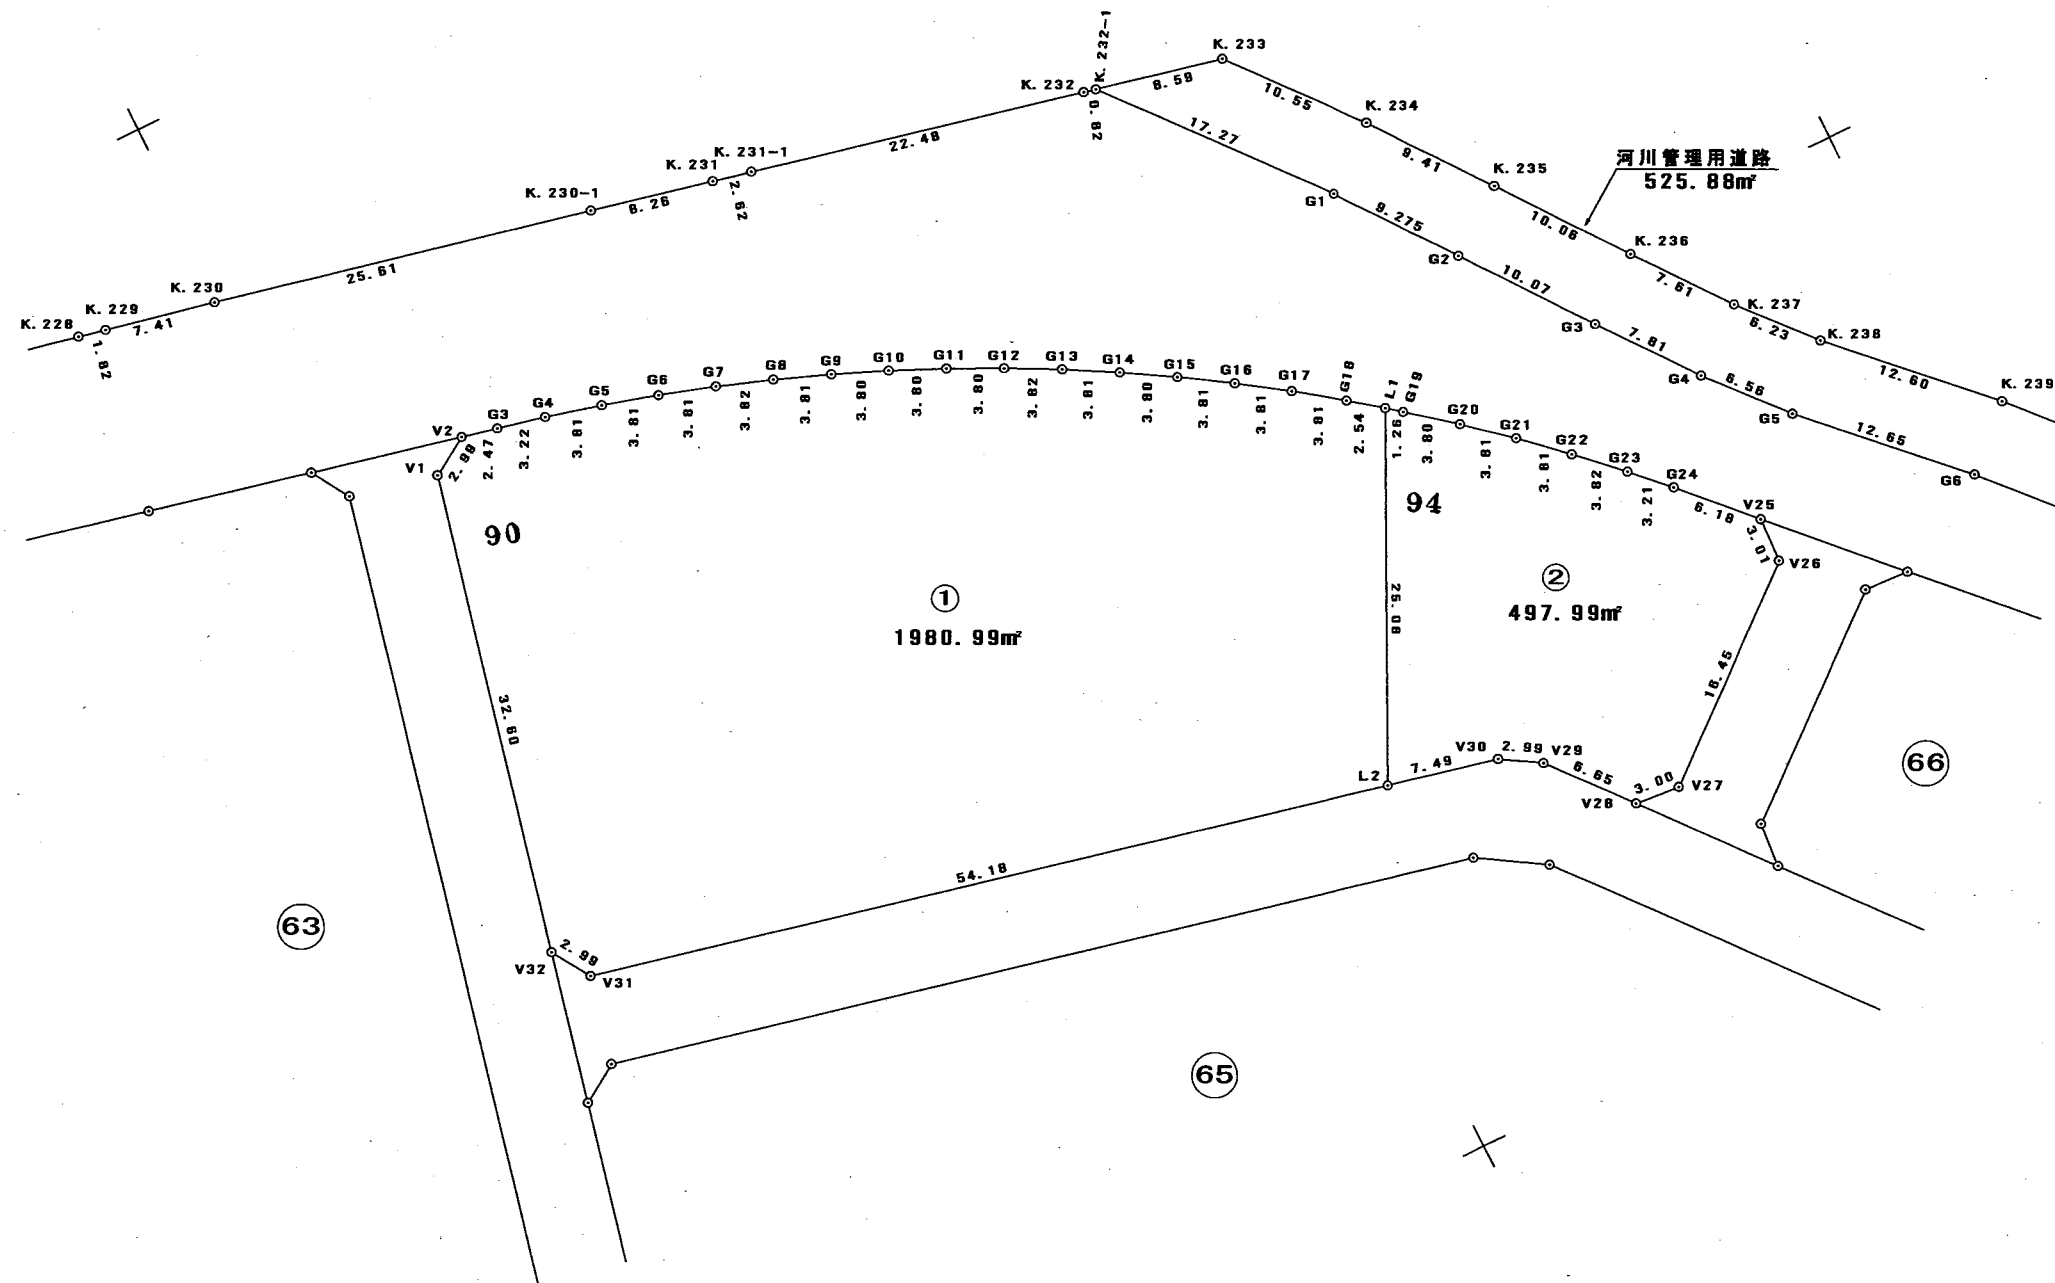 K. 232-1
K. 233
K. 232
8.59
0.82
10.55
K. 234
17.27
9.41
22.48
K. 231-1
K. 231
2.62
河川管理用道路
525.88㎡
K. 235
K. 230-1
8.26
G1
9.275
10.06
K. 236
G2
10.07
7.61
25.61
K. 230
K. 237
K. 229
K. 228
7.41
1.82
G3
7.81
6.23
K. 238
12.60
K. 239
G4
6.56
G5
12.65
G6
V2
G3
G4
G5
G6
G7
G8
G9
G10
G11
G12
G13
G14
G15
G16
G17
G18
L1
G19
G20
G21
G22
G23
G24
V25
V1
2.98
2.47
3.22
3.81
3.81
3.81
3.82
3.81
3.80
3.80
3.80
3.82
3.81
3.80
3.81
3.81
3.81
2.54
1.26
3.80
3.81
3.81
3.82
3.21
6.18
3.01
V26
90
94
①
1980.99㎡
②
497.99㎡
25.08
16.45
32.60
V30
2.99
V29
L2
7.49
6.65
3.00
V27
V28
66
54.18
63
2.99
V32
V31
65